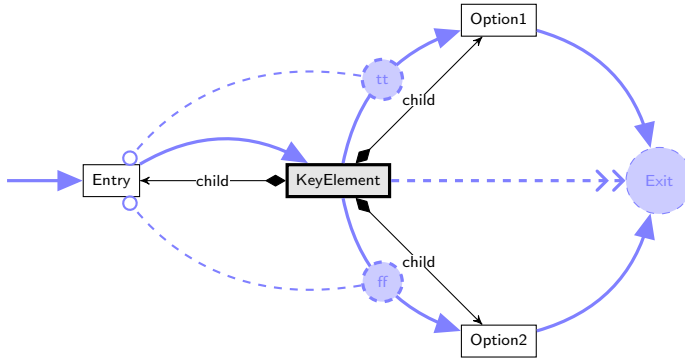 Option1
tt
child
Entry
child
KeyElement
Exit
child
ff
Option2